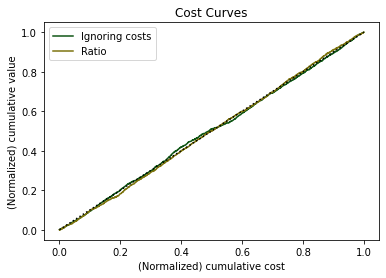 Cost Curves
Ignoring costs
Ratio
(Normalized) cumulative value
1.0
0.8
0.6
0.4
0.2
0.0
0.0 0.2 0.4 0.6 0.8 1.0
(Normalized) cumulative cost